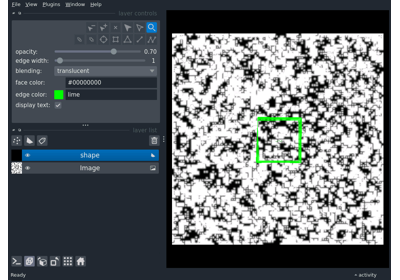 File View Plugins Window Help
layer controls
opacity: 0.70
edge width: 1
blending: translucent
face color: #00000000
edge color: lime
display text:
layer list
shape
Image
Ready
activity